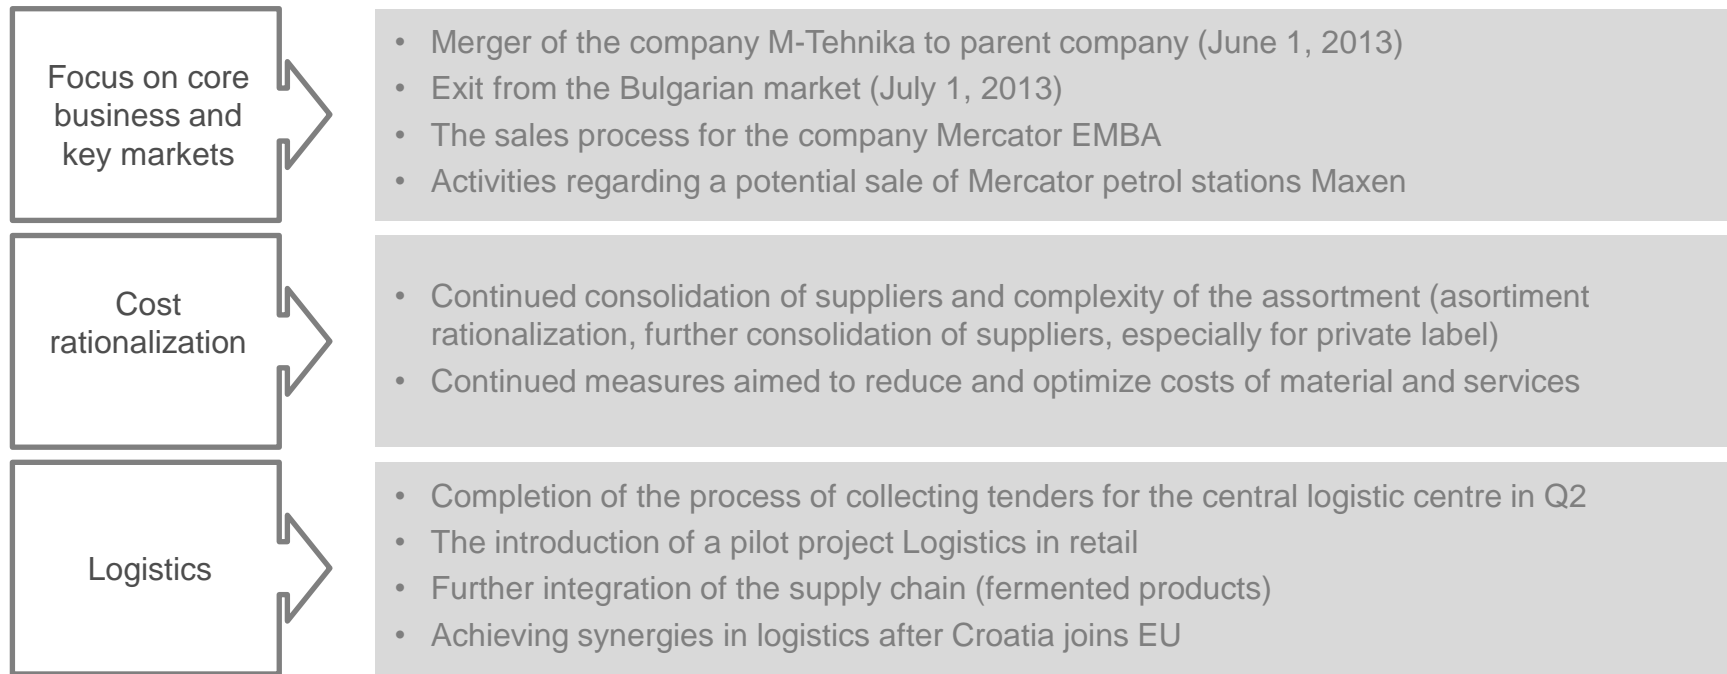 Focus on core
business and
key markets
• Merger of the company M-Tehnika to parent company (June 1, 2013)
• Exit from the Bulgarian market (July 1, 2013)
• The sales process for the company Mercator EMBA
• Activities regarding a potential sale of Mercator petrol stations Maxen
Cost
rationalization
• Continued consolidation of suppliers and complexity of the assortment (asortiment
rationalization, further consolidation of suppliers, especially for private label)
• Continued measures aimed to reduce and optimize costs of material and services
Logistics
• Completion of the process of collecting tenders for the central logistic centre in Q2
• The introduction of a pilot project Logistics in retail
• Further integration of the supply chain (fermented products)
• Achieving synergies in logistics after Croatia joins EU